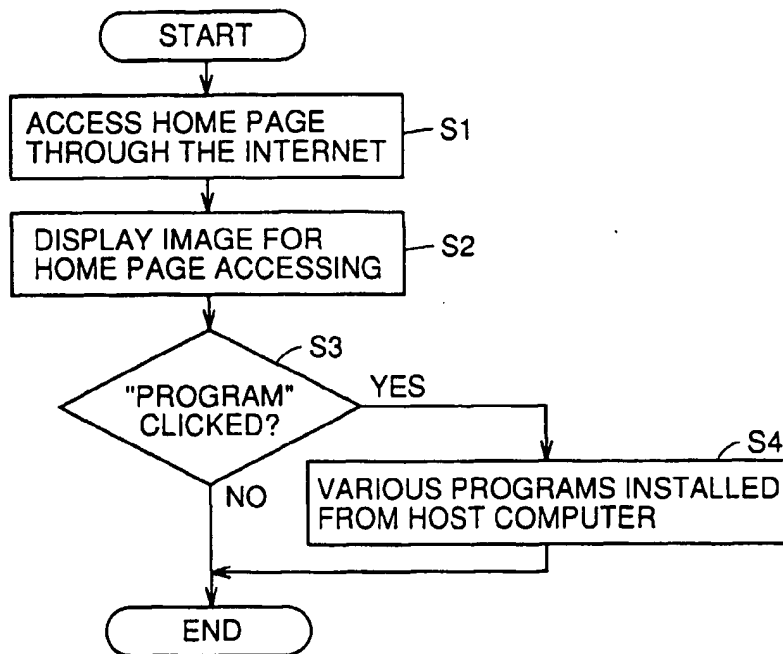 START
ACCESS HOME PAGE
THROUGH THE INTERNET
S1
DISPLAY IMAGE FOR
HOME PAGE ACCESSING
S2
S3
"PROGRAM"
CLICKED?
YES
NO
S4
VARIOUS PROGRAMS INSTALLED
FROM HOST COMPUTER
END